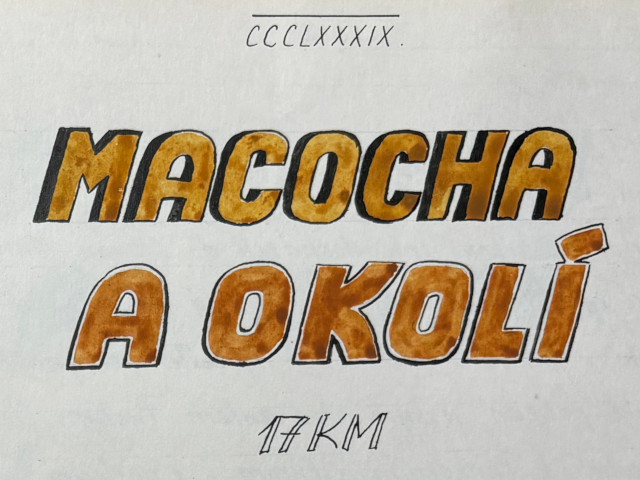 CCCLXXXIX.
MACOCHA
A OKOLÍ
17KM